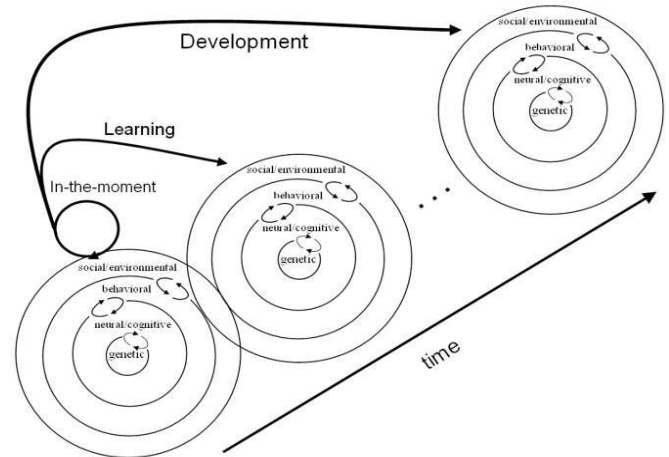 social/environmental
behavioral
neural/cognitive
genetic
Development
Learning
social/environmental
behavioral
neural/cognitive
genetic
In-the-moment
social/environmental
behavioral
neural/cognitive
genetic
time